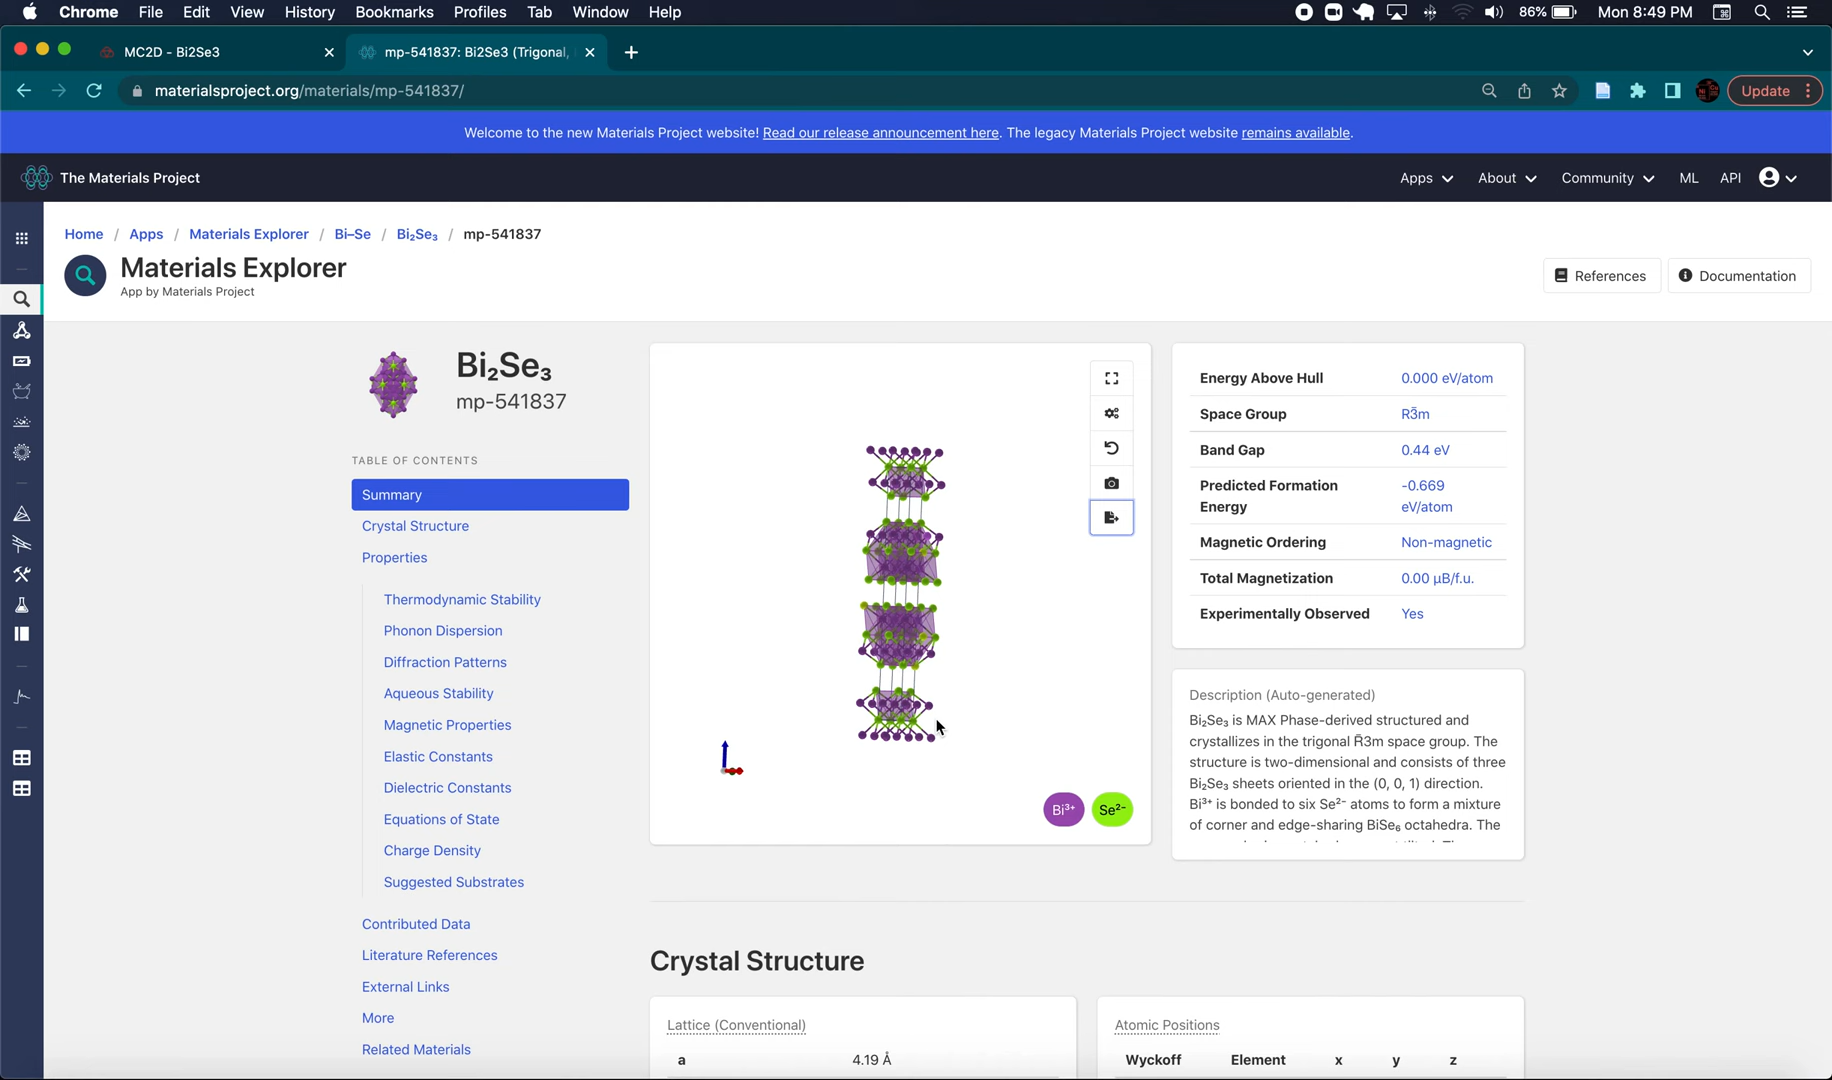 Chrome File Edit View History Bookmarks Profiles Tab Window Help
86% Mon 8:49 PM
MC2D - Bi2Se3
mp-541837: Bi2Se3 (Trigonal,
materialsproject.org/materials/mp-541837/
Update
Welcome to the new Materials Project website! Read our release announcement here. The legacy Materials Project website remains available.
The Materials Project
Apps About Community ML API
Home / Apps / Materials Explorer / Bi–Se / Bi₂Se₃ / mp-541837
Materials Explorer
App by Materials Project
References
Documentation
Bi₂Se₃
mp-541837
TABLE OF CONTENTS
Summary
Crystal Structure
Properties
Thermodynamic Stability
Phonon Dispersion
Diffraction Patterns
Aqueous Stability
Magnetic Properties
Elastic Constants
Dielectric Constants
Equations of State
Charge Density
Suggested Substrates
Contributed Data
Literature References
External Links
More
Related Materials
Bi³⁺ Se²⁻
Energy Above Hull 0.000 eV/atom
Space Group R3̅m
Band Gap 0.44 eV
Predicted Formation -0.669
Energy eV/atom
Magnetic Ordering Non-magnetic
Total Magnetization 0.00 µB/f.u.
Experimentally Observed Yes
Description (Auto-generated)
Bi₂Se₃ is MAX Phase-derived structured and
crystallizes in the trigonal R̅3m space group. The
structure is two-dimensional and consists of three
Bi₂Se₃ sheets oriented in the (0, 0, 1) direction.
Bi³⁺ is bonded to six Se²⁻ atoms to form a mixture
of corner and edge-sharing BiSe₆ octahedra. The
Crystal Structure
Lattice (Conventional)
a 4.19 Å
Atomic Positions
Wyckoff Element x y z